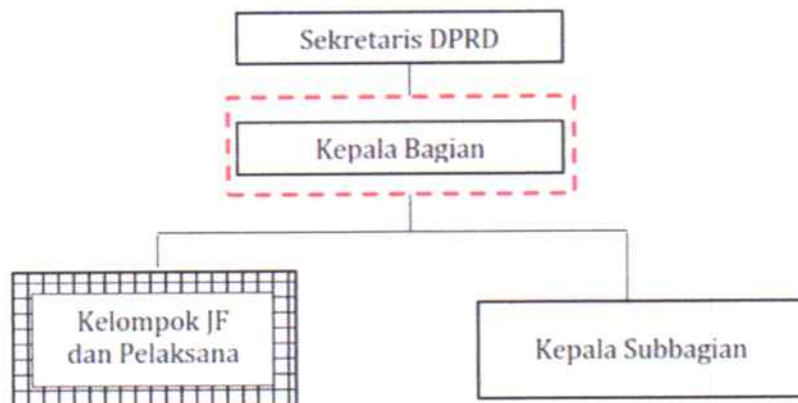 Sekretaris DPRD
Kepala Bagian
Kelompok JF
dan Pelaksana
Kepala Subbagian